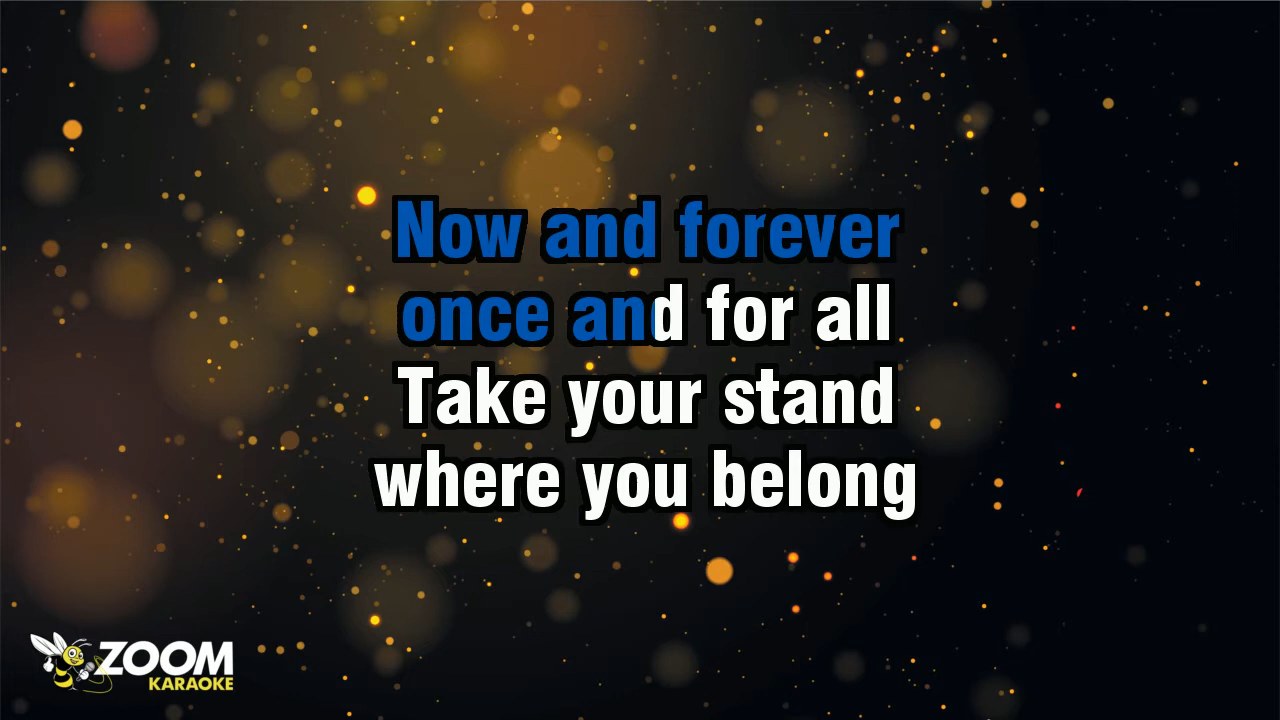 Now and forever
once and for all
Take your stand
where you belong
ZOOM
KARAOKE